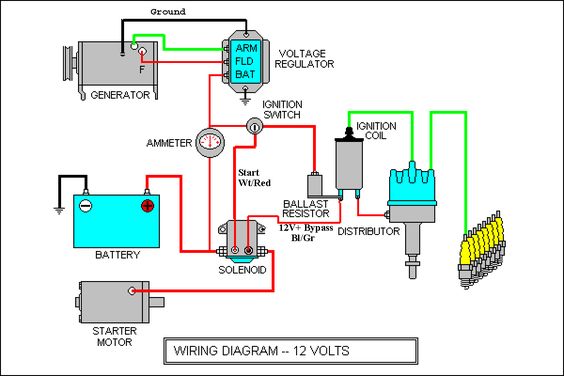 Ground
ARM
FLD
BAT
VOLTAGE
REGULATOR
F
GENERATOR
IGNITION
SWITCH
IGNITION
COIL
AMMETER
Start
Wt/Red
BALLAST
RESISTOR
12V+ Bypass
Bl/Gr
DISTRIBUTOR
BATTERY
SOLENOID
STARTER
MOTOR
WIRING DIAGRAM -- 12 VOLTS